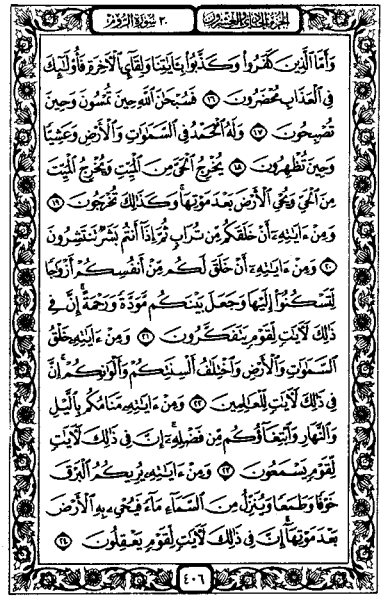 الجزء الحادي والعشرون ٣٠ سورة الروم
وَأَمَّا ٱلَّذِينَ كَفَرُوا۟ وَكَذَّبُوا۟ بِـَٔايَٰتِنَا وَلِقَآئِ ٱلْـَٔاخِرَةِ فَأُو۟لَٰٓئِكَ
فِى ٱلْعَذَابِ مُحْضَرُونَ ١٦ فَسُبْحَٰنَ ٱللَّهِ حِينَ تُمْسُونَ وَحِينَ
تُصْبِحُونَ ١٧ وَلَهُ ٱلْحَمْدُ فِى ٱلسَّمَٰوَٰتِ وَٱلْأَرْضِ وَعَشِيًّا
وَحِينَ تُظْهِرُونَ ١٨ يُخْرِجُ ٱلْحَىَّ مِنَ ٱلْمَيِّتِ وَيُخْرِجُ ٱلْمَيِّتَ
مِنَ ٱلْحَىِّ وَيُحْىِ ٱلْأَرْضَ بَعْدَ مَوْتِهَا ۚ وَكَذَٰلِكَ تُخْرَجُونَ ١٩
وَمِنْ ءَايَٰتِهِۦٓ أَنْ خَلَقَكُم مِّن تُرَابٍ ثُمَّ إِذَآ أَنتُم بَشَرٌ تَنتَشِرُونَ
٢٠ وَمِنْ ءَايَٰتِهِۦٓ أَنْ خَلَقَ لَكُم مِّنْ أَنفُسِكُمْ أَزْوَٰجًا
لِّتَسْكُنُوٓا۟ إِلَيْهَا وَجَعَلَ بَيْنَكُم مَّوَدَّةً وَرَحْمَةً ۚ إِنَّ فِى
ذَٰلِكَ لَـَٔايَٰتٍ لِّقَوْمٍ يَتَفَكَّرُونَ ٢١ وَمِنْ ءَايَٰتِهِۦ خَلْقُ
ٱلسَّمَٰوَٰتِ وَٱلْأَرْضِ وَٱخْتِلَٰفُ أَلْسِنَتِكُمْ وَأَلْوَٰنِكُمْ ۚ إِنَّ
فِى ذَٰلِكَ لَـَٔايَٰتٍ لِّلْعَٰلِمِينَ ٢٢ وَمِنْ ءَايَٰتِهِۦ مَنَامُكُم بِٱلَّيْلِ
وَٱلنَّهَارِ وَٱبْتِغَآؤُكُم مِّن فَضْلِهِۦٓ ۚ إِنَّ فِى ذَٰلِكَ لَـَٔايَٰتٍ
لِّقَوْمٍ يَسْمَعُونَ ٢٣ وَمِنْ ءَايَٰتِهِۦ يُرِيكُمُ ٱلْبَرْقَ
خَوْفًا وَطَمَعًا وَيُنَزِّلُ مِنَ ٱلسَّمَآءِ مَآءً فَيُحْىِۦ بِهِ ٱلْأَرْضَ
بَعْدَ مَوْتِهَآ ۚ إِنَّ فِى ذَٰلِكَ لَـَٔايَٰتٍ لِّقَوْمٍ يَعْقِلُونَ ٢٤
٤٠٦